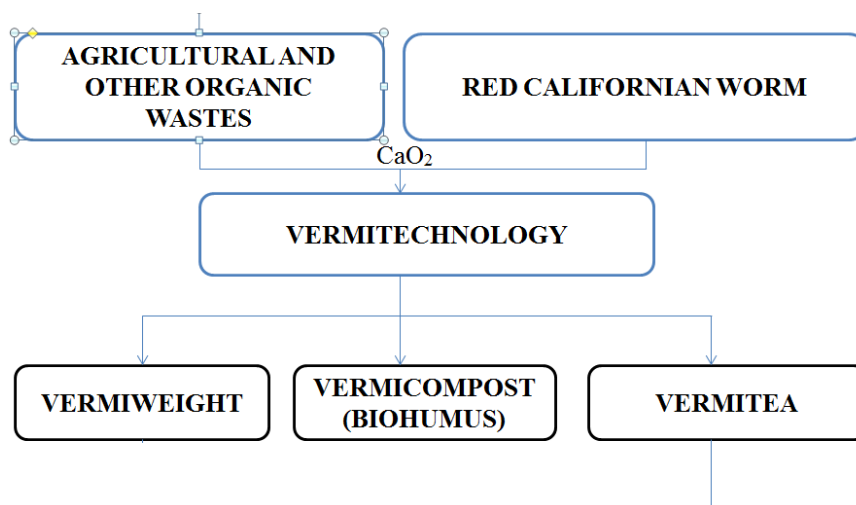 AGRICULTURAL AND
OTHER ORGANIC
WASTES
RED CALIFORNIAN WORM
CaO₂
VERMITECHNOLOGY
VERMIWEIGHT
VERMICOMPOST
(BIOHUMUS)
VERMITEA